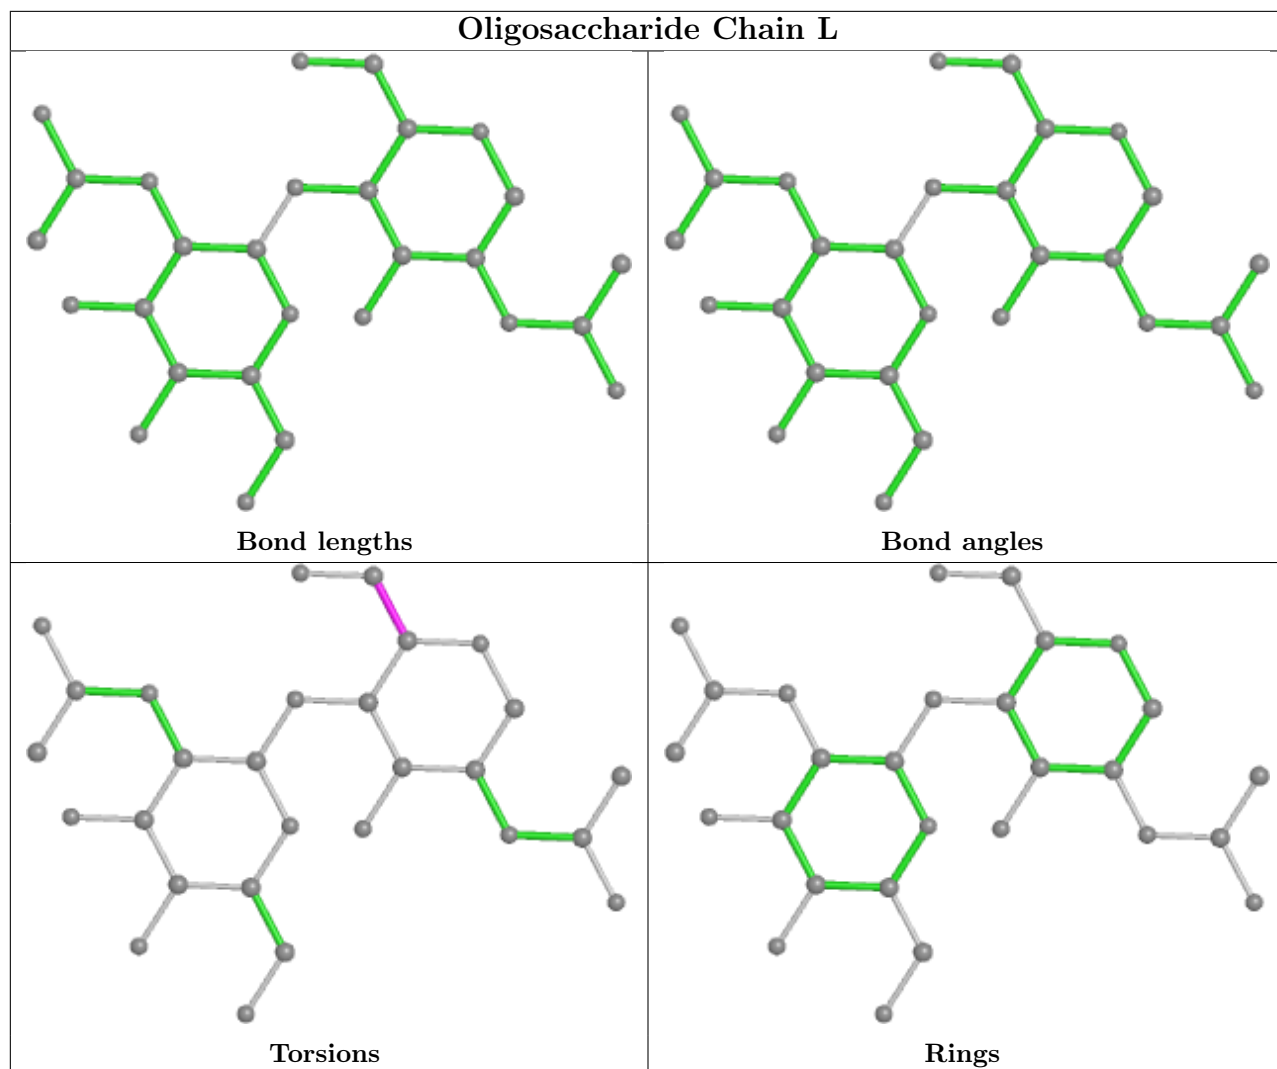 Oligosaccharide Chain L
Bond lengths
Bond angles
Torsions
Rings